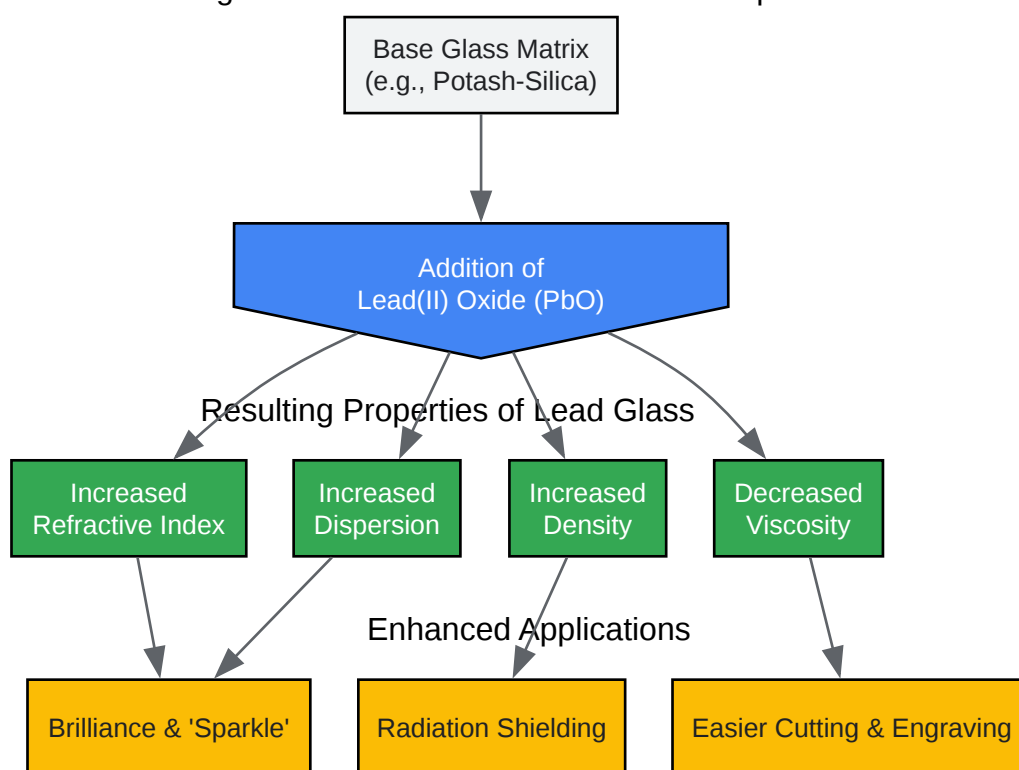 Base Glass Matrix
(e.g., Potash-Silica)
Addition of
Lead(II) Oxide (PbO)
Resulting Properties of Lead Glass
Increased
Refractive Index
Increased
Dispersion
Increased
Density
Decreased
Viscosity
Enhanced Applications
Brilliance & 'Sparkle'
Radiation Shielding
Easier Cutting & Engraving